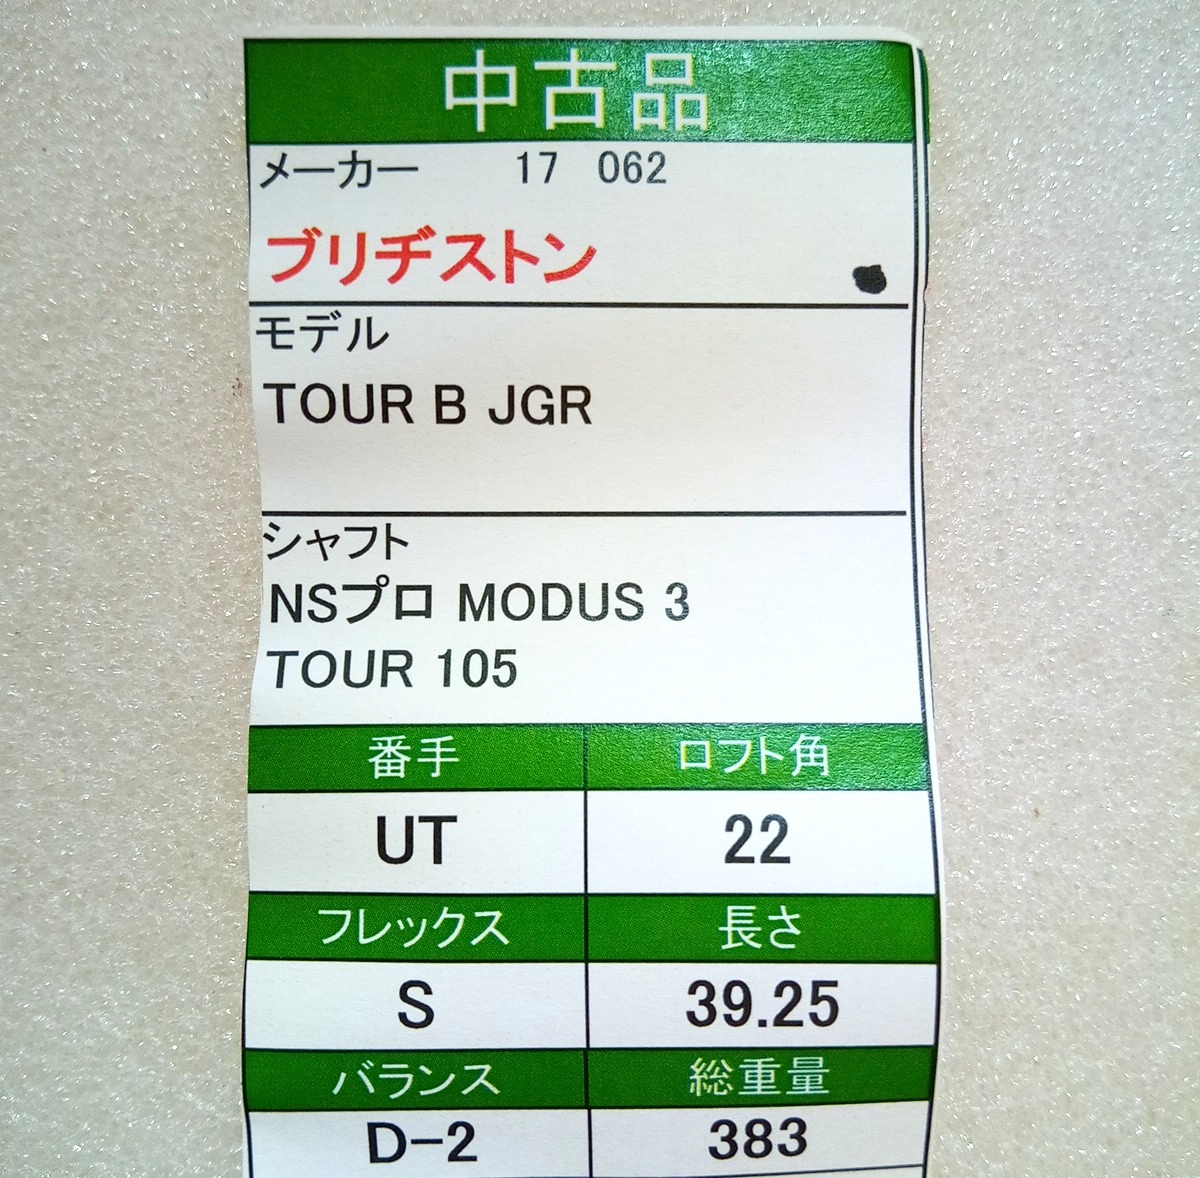 中古品
メーカー 17 062
ブリヂストン
モデル
TOUR B JGR
シャフト
NSプロ MODUS 3
TOUR 105
番手 ロフト角
UT 22
フレックス 長さ
S 39.25
バランス 総重量
D-2 383